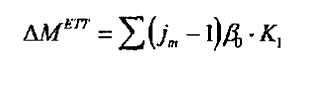 ΔM^{ETT} = ∑(j_m − 1)β_0 · K_1